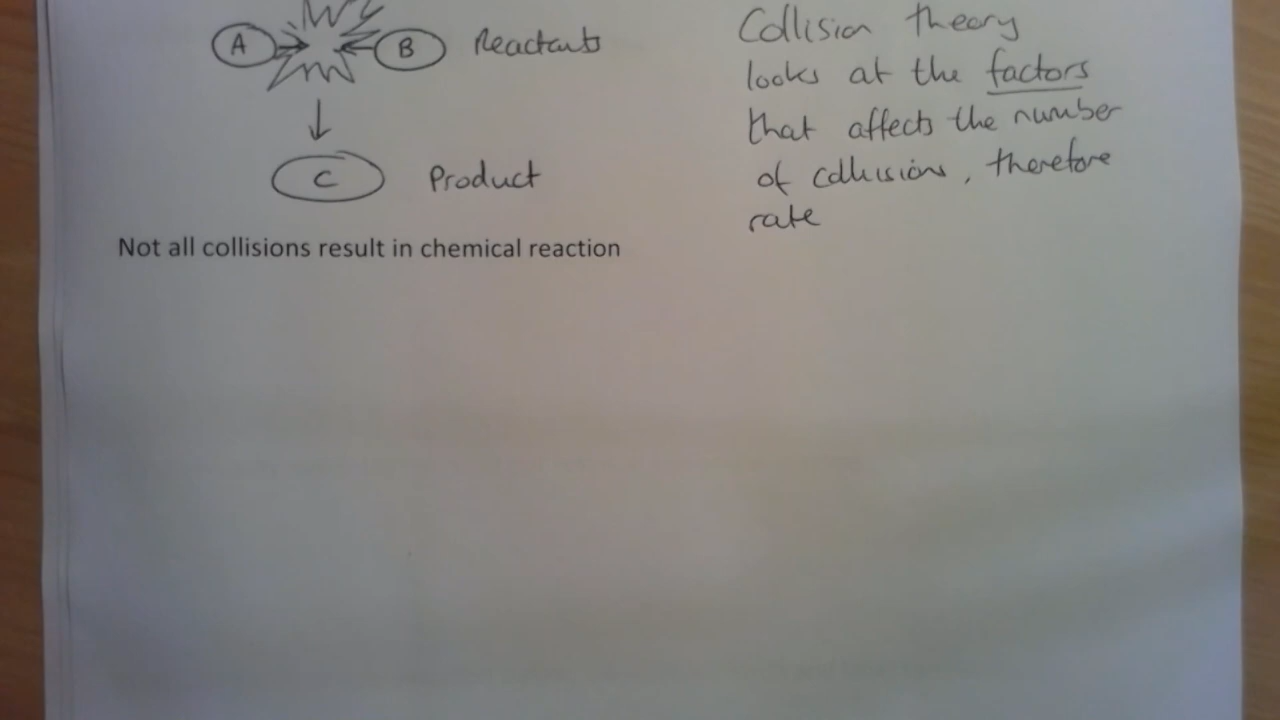 A B Reactants
C Product
Not all collisions result in chemical reaction
Collision theory
looks at the factors
that affects the number
of collisions, therefore
rate